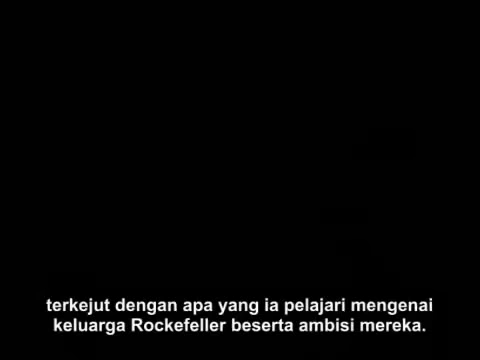 terkejut dengan apa yang ia pelajari mengenai
keluarga Rockefeller beserta ambisi mereka.